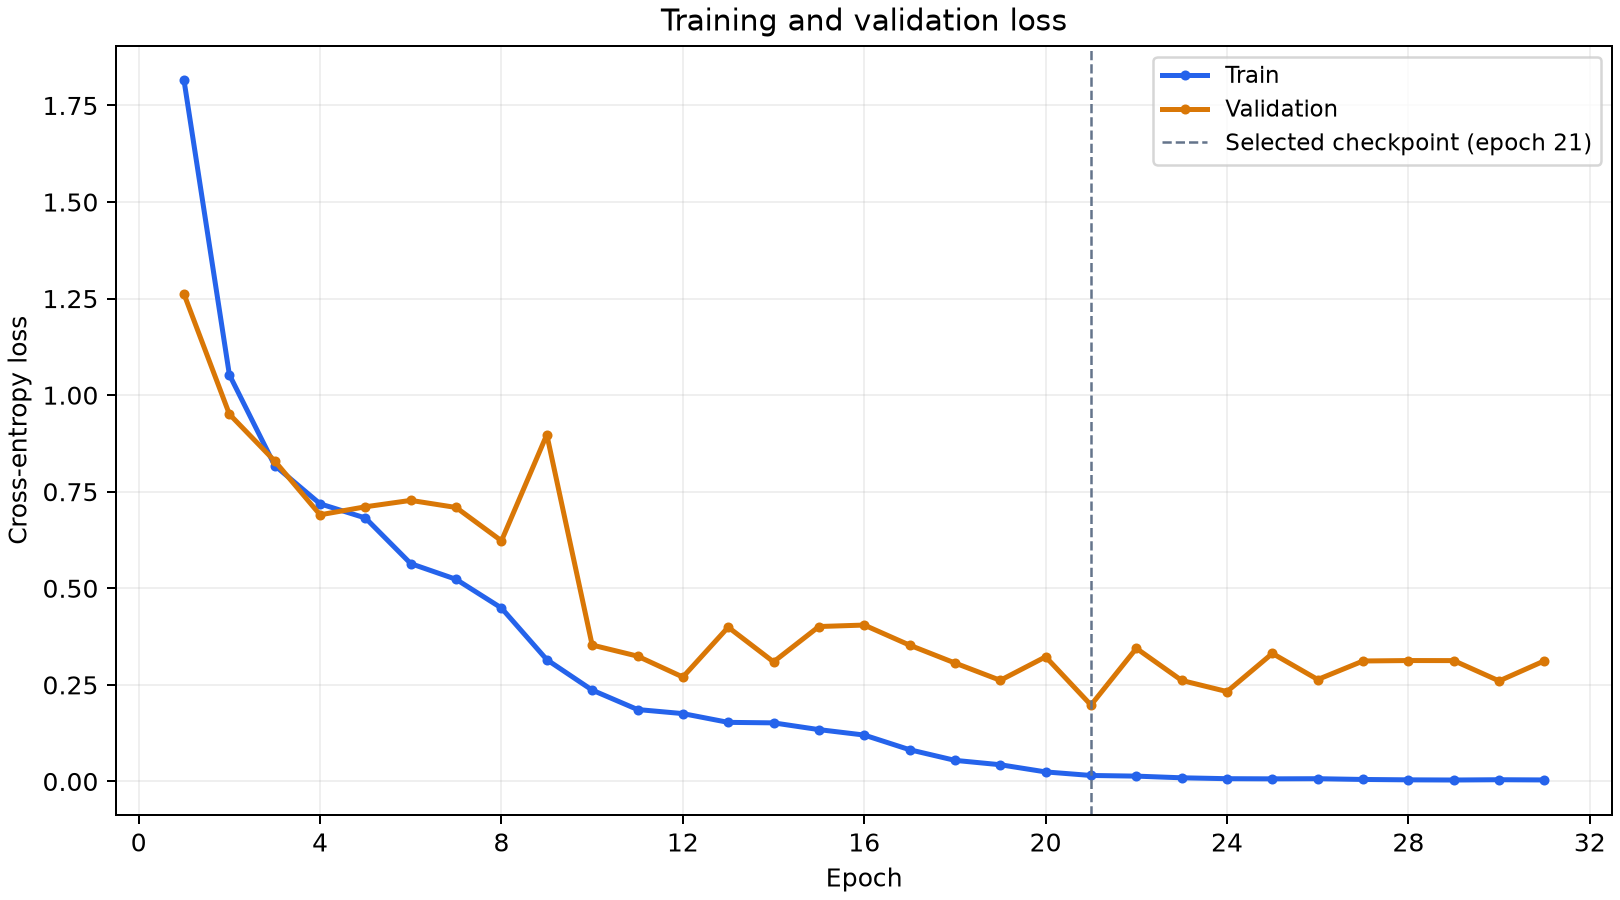 Training and validation loss
Train
Validation
Selected checkpoint (epoch 21)
Cross-entropy loss
1.75
1.50
1.25
1.00
0.75
0.50
0.25
0.00
0 4 8 12 16 20 24 28 32
Epoch